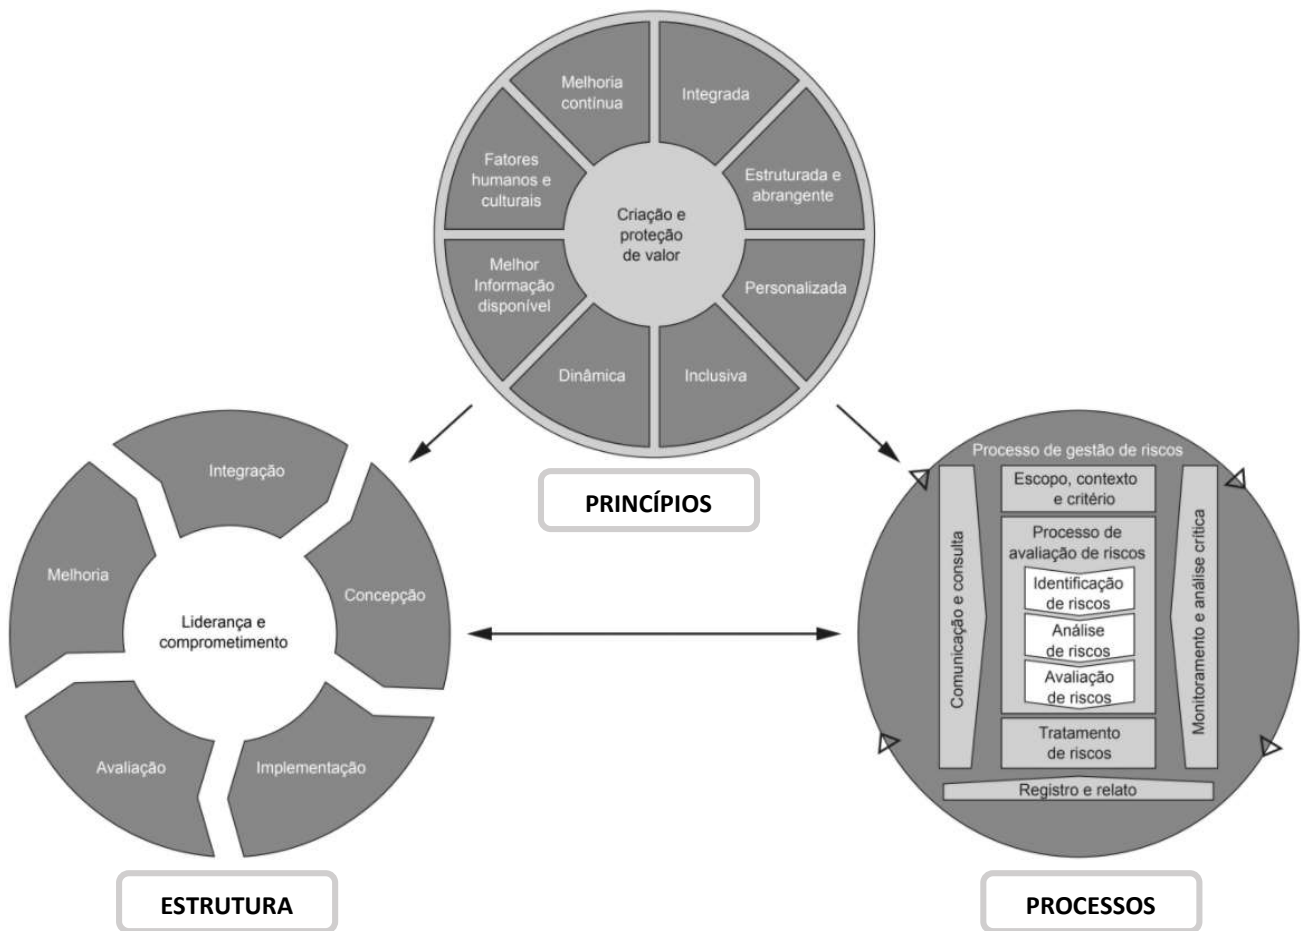 Melhoria
contínua
Integrada
Fatores
humanos e
culturais
Estruturada e
abrangente
Criação e
proteção
de valor
Melhor
Informação
disponível
Personalizada
Dinâmica
Inclusiva
PRINCÍPIOS
Integração
Melhoria
Concepção
Liderança e
comprometimento
Avaliação
Implementação
ESTRUTURA
Processo de gestão de riscos
Escopo, contexto
e critério
Processo de
avaliação de riscos
Identificação
de riscos
Análise
de riscos
Avaliação
de riscos
Tratamento
de riscos
Comunicação e consulta
Monitoramento e análise crítica
Registro e relato
PROCESSOS